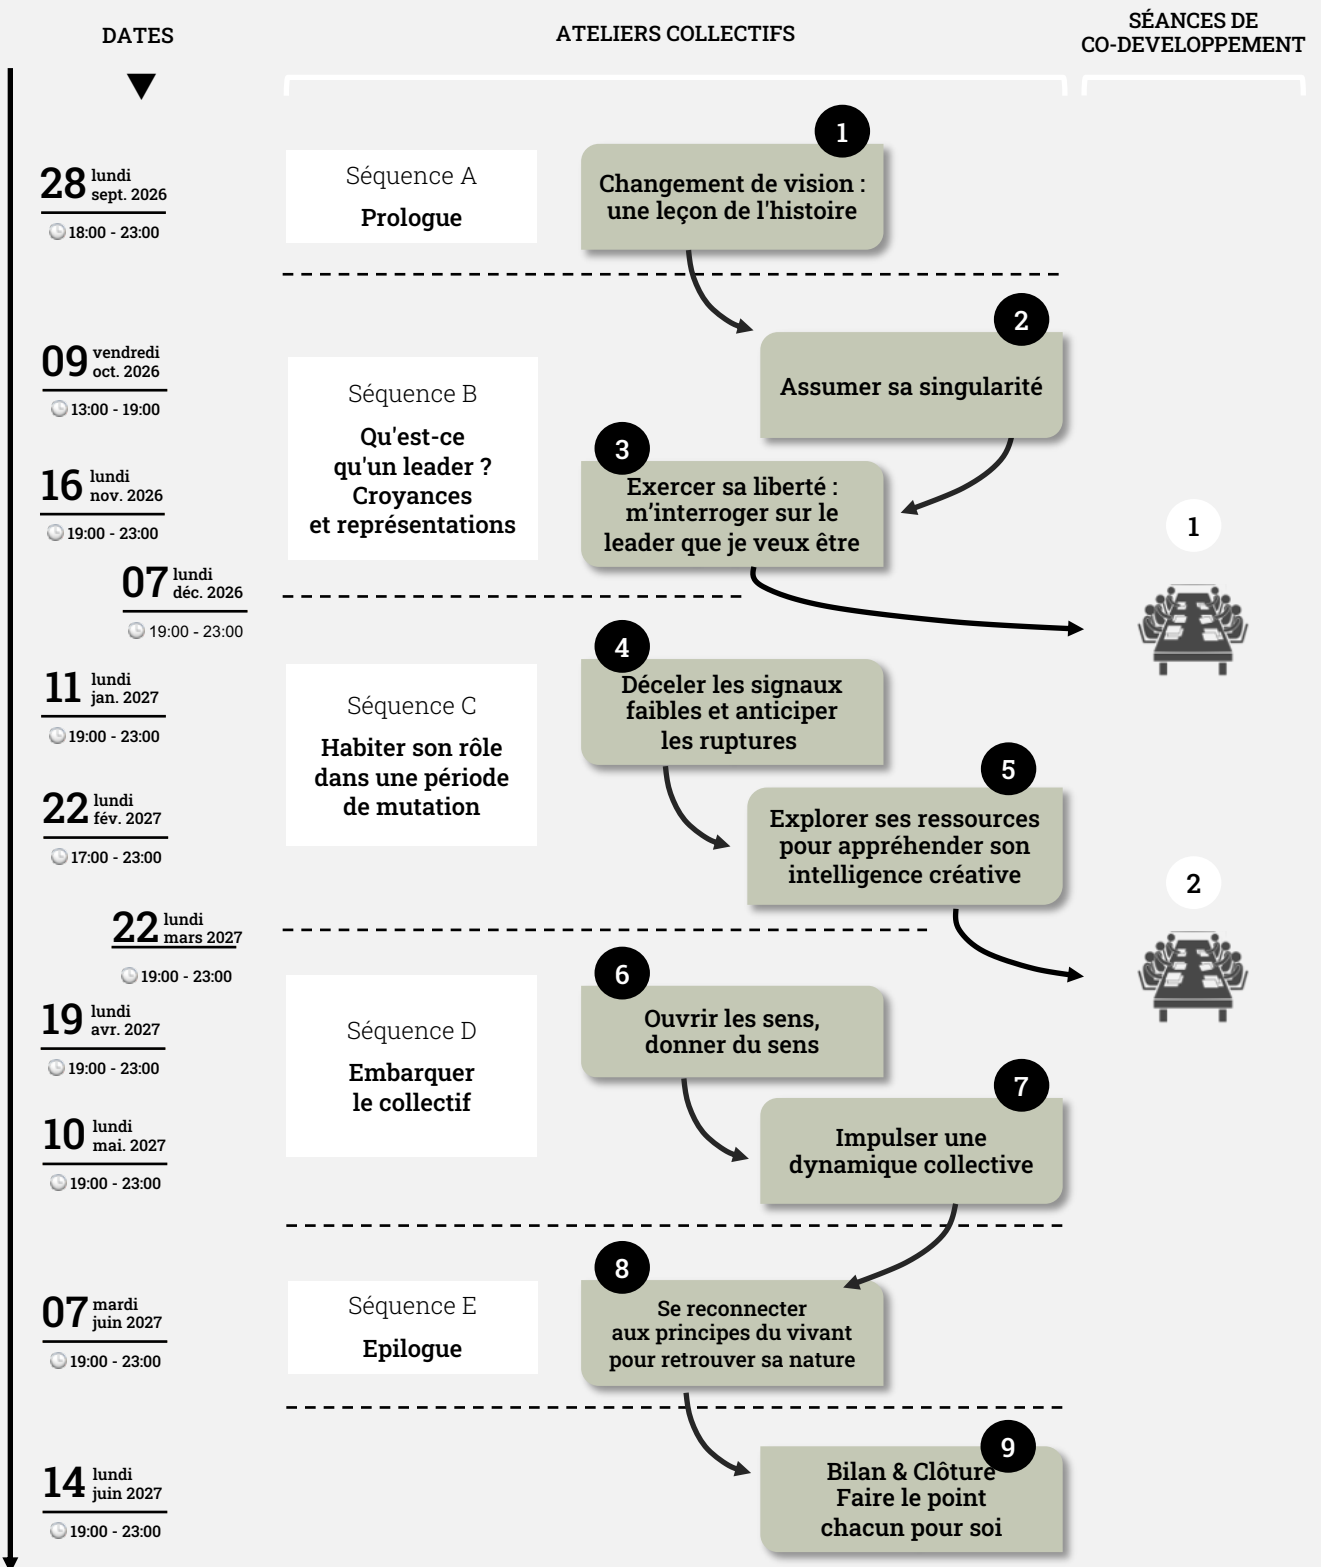 DATES
ATELIERS COLLECTIFS
SÉANCES DE
CO-DEVELOPPEMENT
28 lundi
sept. 2026
18:00 - 23:00
Séquence A
Prologue
1
Changement de vision :
une leçon de l'histoire
09 vendredi
oct. 2026
13:00 - 19:00
2
Assumer sa singularité
Séquence B
Qu'est-ce
qu'un leader ?
Croyances
et représentations
16 lundi
nov. 2026
19:00 - 23:00
3
Exercer sa liberté :
m’interroger sur le
leader que je veux être
07 lundi
déc. 2026
19:00 - 23:00
1
11 lundi
jan. 2027
19:00 - 23:00
Séquence C
Habiter son rôle
dans une période
de mutation
4
Déceler les signaux
faibles et anticiper
les ruptures
22 lundi
fév. 2027
17:00 - 23:00
5
Explorer ses ressources
pour appréhender son
intelligence créative
22 lundi
mars 2027
19:00 - 23:00
2
19 lundi
avr. 2027
19:00 - 23:00
Séquence D
Embarquer
le collectif
6
Ouvrir les sens,
donner du sens
10 lundi
mai. 2027
19:00 - 23:00
7
Impulser une
dynamique collective
07 mardi
juin 2027
19:00 - 23:00
Séquence E
Epilogue
8
Se reconnecter
aux principes du vivant
pour retrouver sa nature
14 lundi
juin 2027
19:00 - 23:00
9
Bilan & Clôture
Faire le point
chacun pour soi